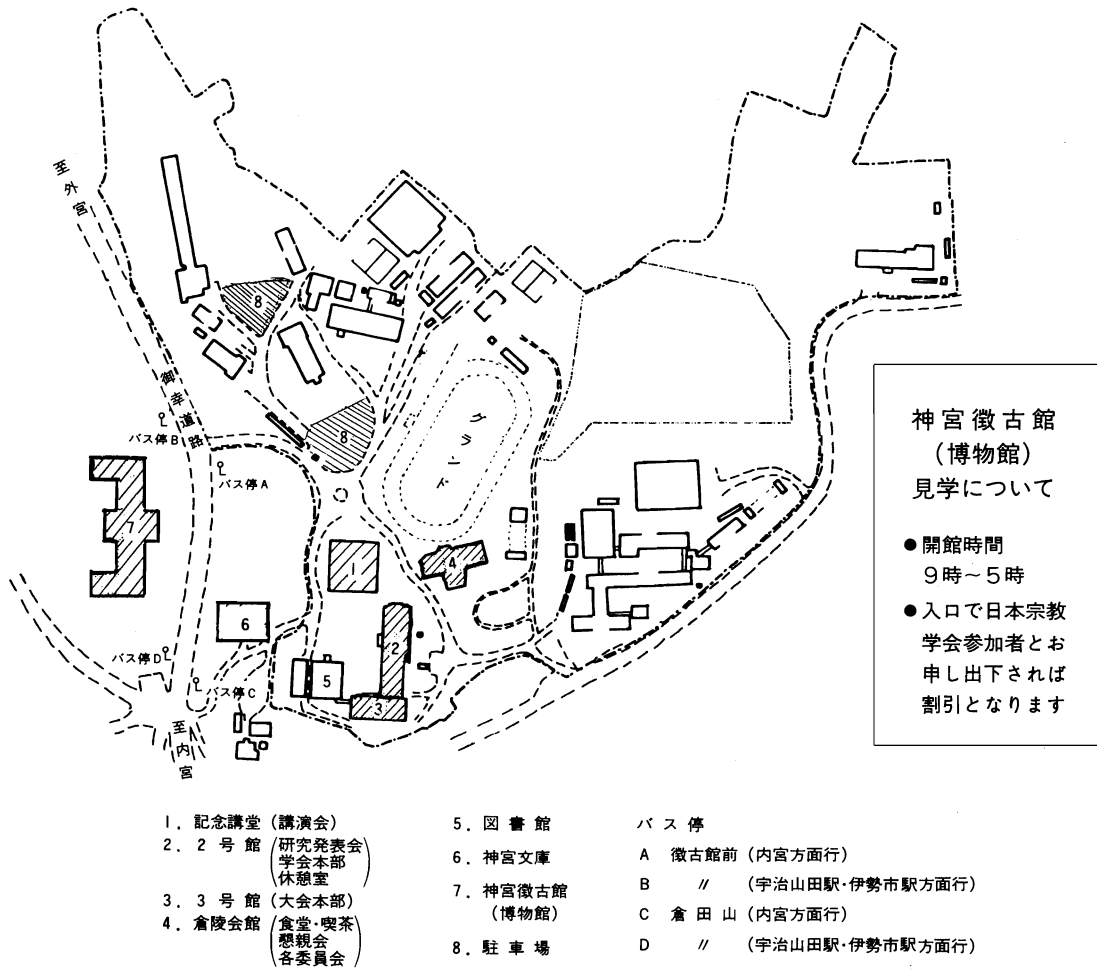 至外宮
8
御幸道路
バス停B
バス停A
8
グランド
7
1
4
6
2
5
3
バス停D
バス停C
至内宮
神宮徴古館
(博物館)
見学について
●開館時間
9時～5時
●入口で日本宗教
学会参加者とお
申し出下されば
割引となります
1．記念講堂(講演会)
2．2号館(研究発表会
学会本部
休憩室)
3．3号館(大会本部)
4．倉陵会館(食堂・喫茶
懇親会
各委員会)
5．図書館
6．神宮文庫
7．神宮徴古館
(博物館)
8．駐車場
バス停
A 徴古館前(内宮方面行)
B 〃 (宇治山田駅・伊勢市駅方面行)
C 倉田山(内宮方面行)
D 〃 (宇治山田駅・伊勢市駅方面行)